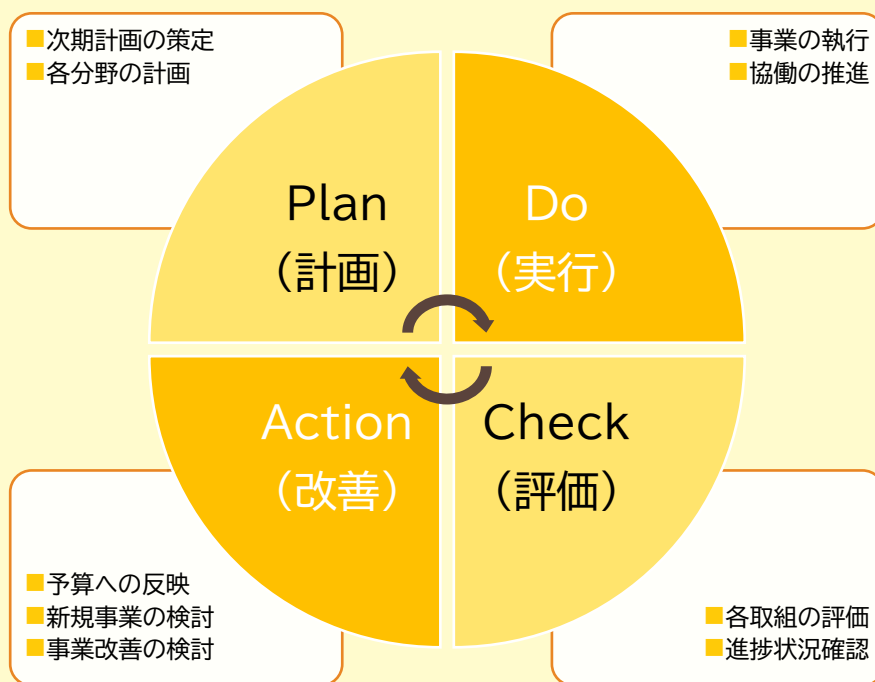 ■次期計画の策定
■各分野の計画
■事業の執行
■協働の推進
Plan
（計画）
Do
（実行）
Action
（改善）
Check
（評価）
■予算への反映
■新規事業の検討
■事業改善の検討
■各取組の評価
■進捗状況確認